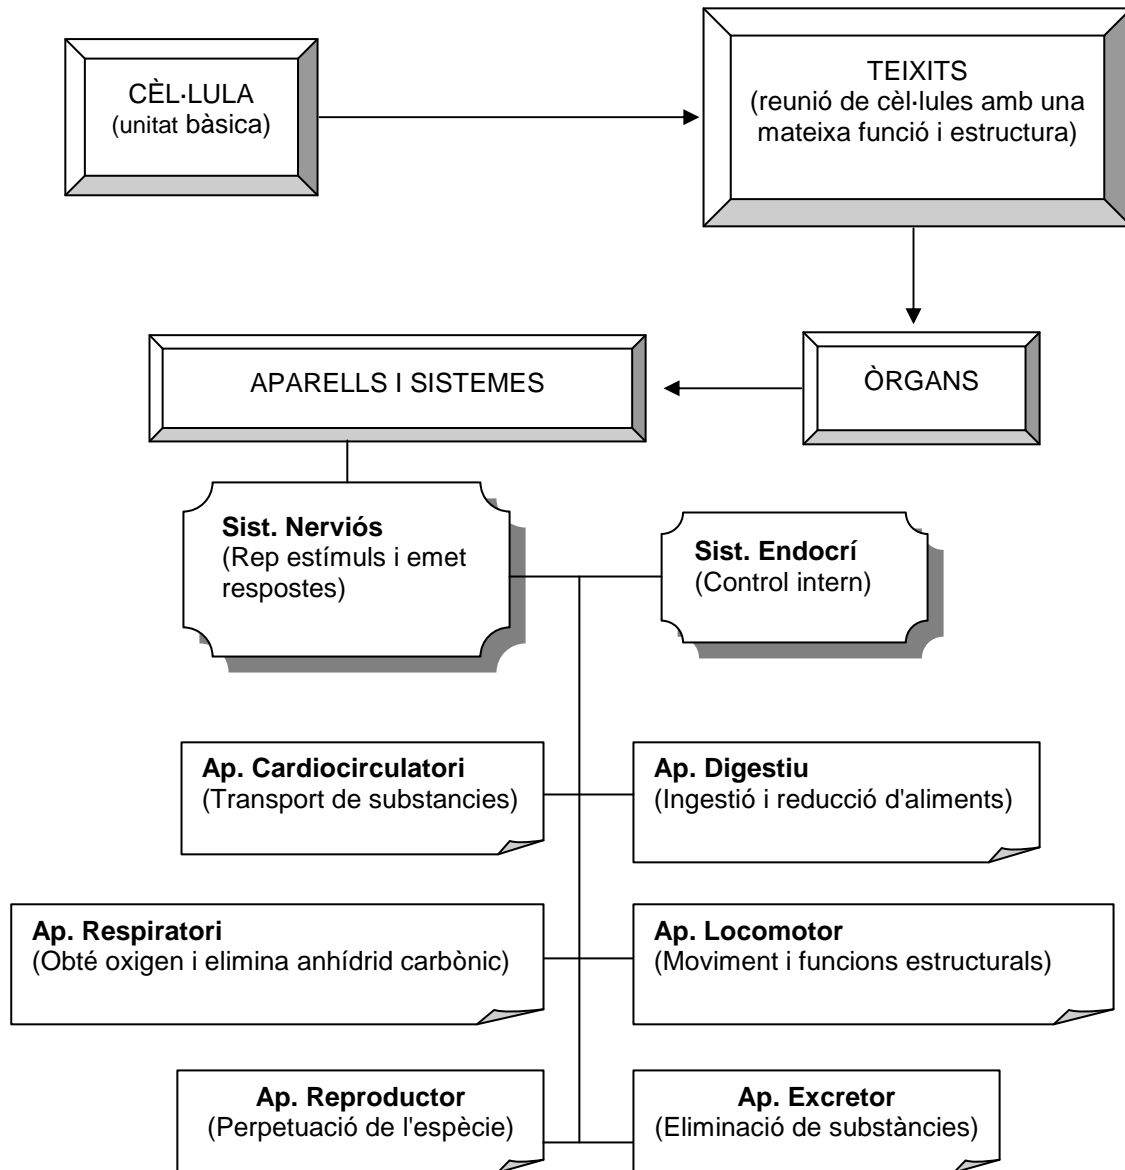 CÈL·LULA
(unitat bàsica)
TEIXITS
(reunió de cèl·lules amb una
mateixa funció i estructura)
APARELLS I SISTEMES
ÒRGANS
Sist. Nerviós
(Rep estímuls i emet
respostes)
Sist. Endocrí
(Control intern)
Ap. Cardiocirculatori
(Transport de substancies)
Ap. Digestiu
(Ingestió i reducció d'aliments)
Ap. Respiratori
(Obté oxigen i elimina anhídrid carbònic)
Ap. Locomotor
(Moviment i funcions estructurals)
Ap. Reproductor
(Perpetuació de l'espècie)
Ap. Excretor
(Eliminació de substàncies)